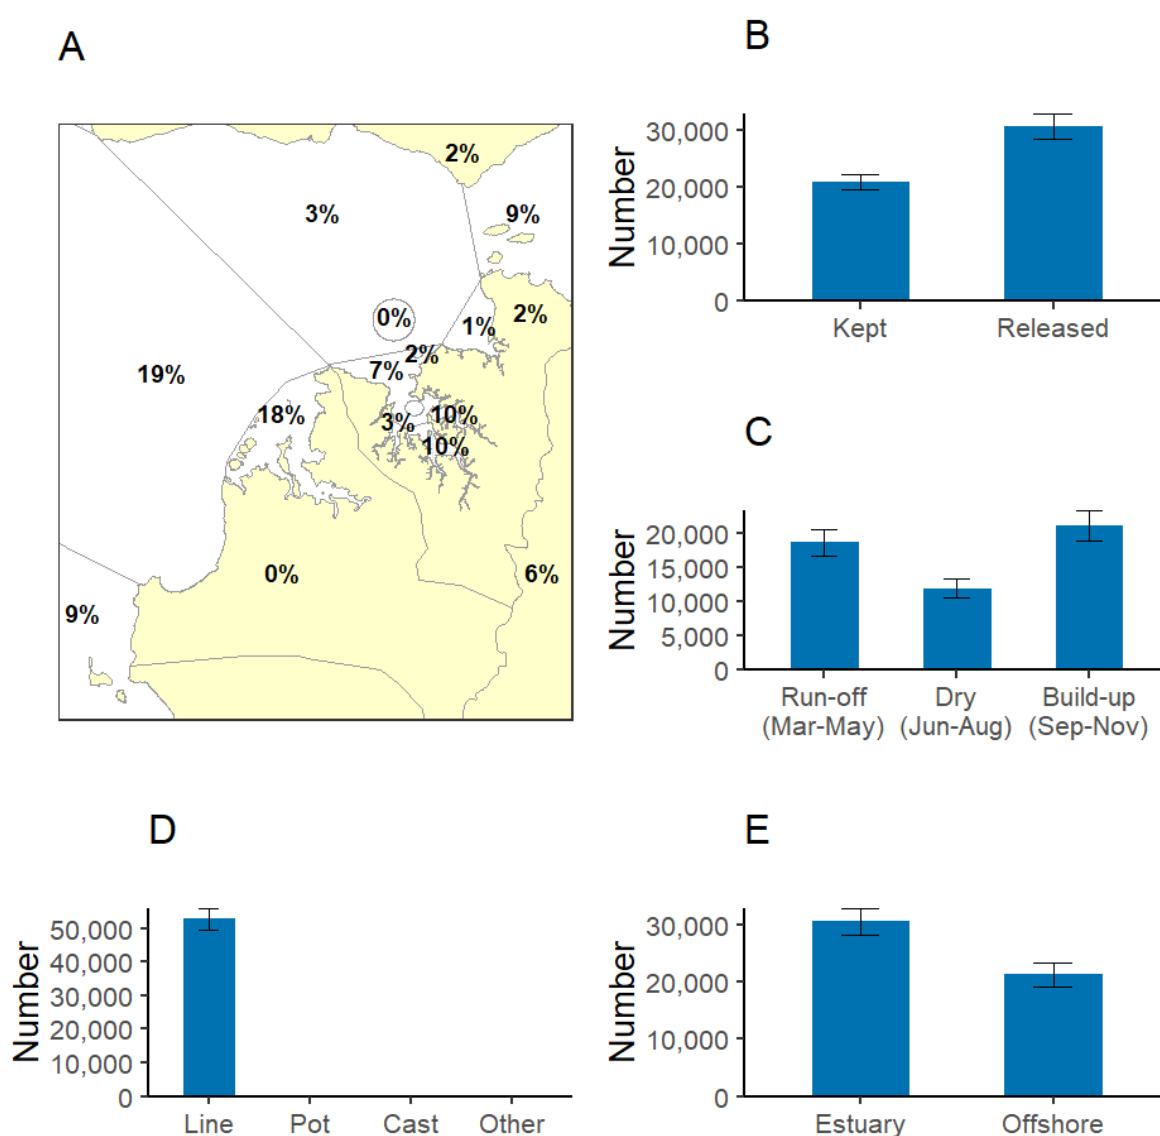 A
2%
3%
9%
0%
2%
1%
2%
7%
19%
18%
3%
10%
10%
0%
6%
9%
B
Number
30,000
20,000
10,000
0
Kept
Released
C
Number
20,000
15,000
10,000
5,000
0
Run-off
(Mar-May)
Dry
(Jun-Aug)
Build-up
(Sep-Nov)
D
Number
50,000
40,000
30,000
20,000
10,000
0
Line
Pot
Cast
Other
E
Number
30,000
20,000
10,000
0
Estuary
Offshore